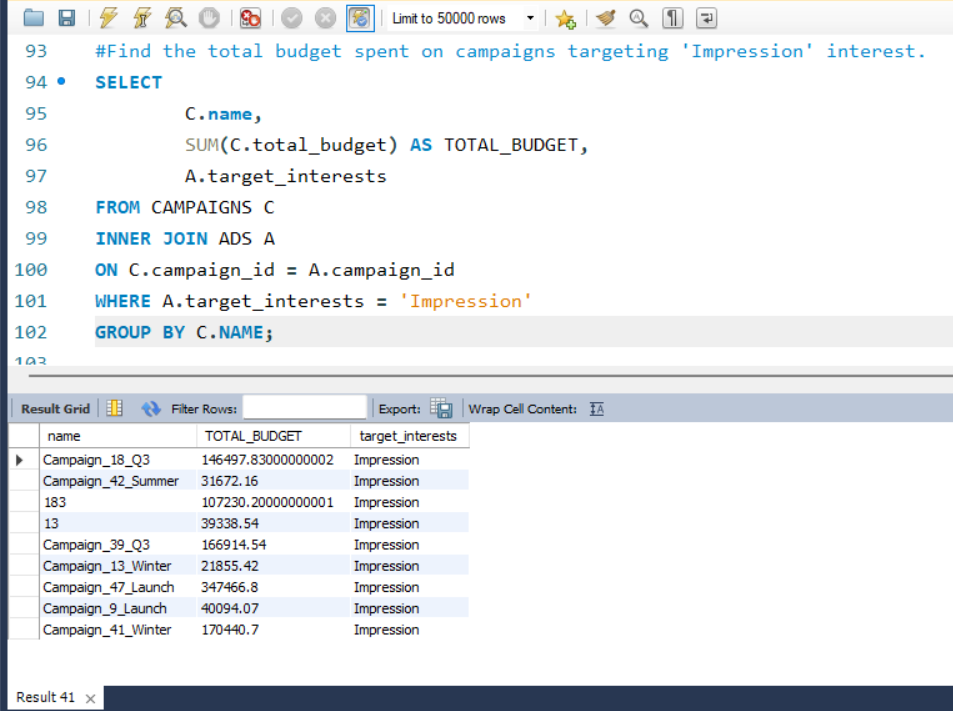 Limit to 50000 rows
93 #Find the total budget spent on campaigns targeting 'Impression' interest.
94 SELECT
95 C.name,
96 SUM(C.total_budget) AS TOTAL_BUDGET,
97 A.target_interests
98 FROM CAMPAIGNS C
99 INNER JOIN ADS A
100 ON C.campaign_id = A.campaign_id
101 WHERE A.target_interests = 'Impression'
102 GROUP BY C.NAME;
103
Result Grid Filter Rows: Export: Wrap Cell Content: IA
name TOTAL_BUDGET target_interests
Campaign_18_Q3 146497.83000000002 Impression
Campaign_42_Summer 31672.16 Impression
183 107230.20000000001 Impression
13 39338.54 Impression
Campaign_39_Q3 166914.54 Impression
Campaign_13_Winter 21855.42 Impression
Campaign_47_Launch 347466.8 Impression
Campaign_9_Launch 40094.07 Impression
Campaign_41_Winter 170440.7 Impression
Result 41